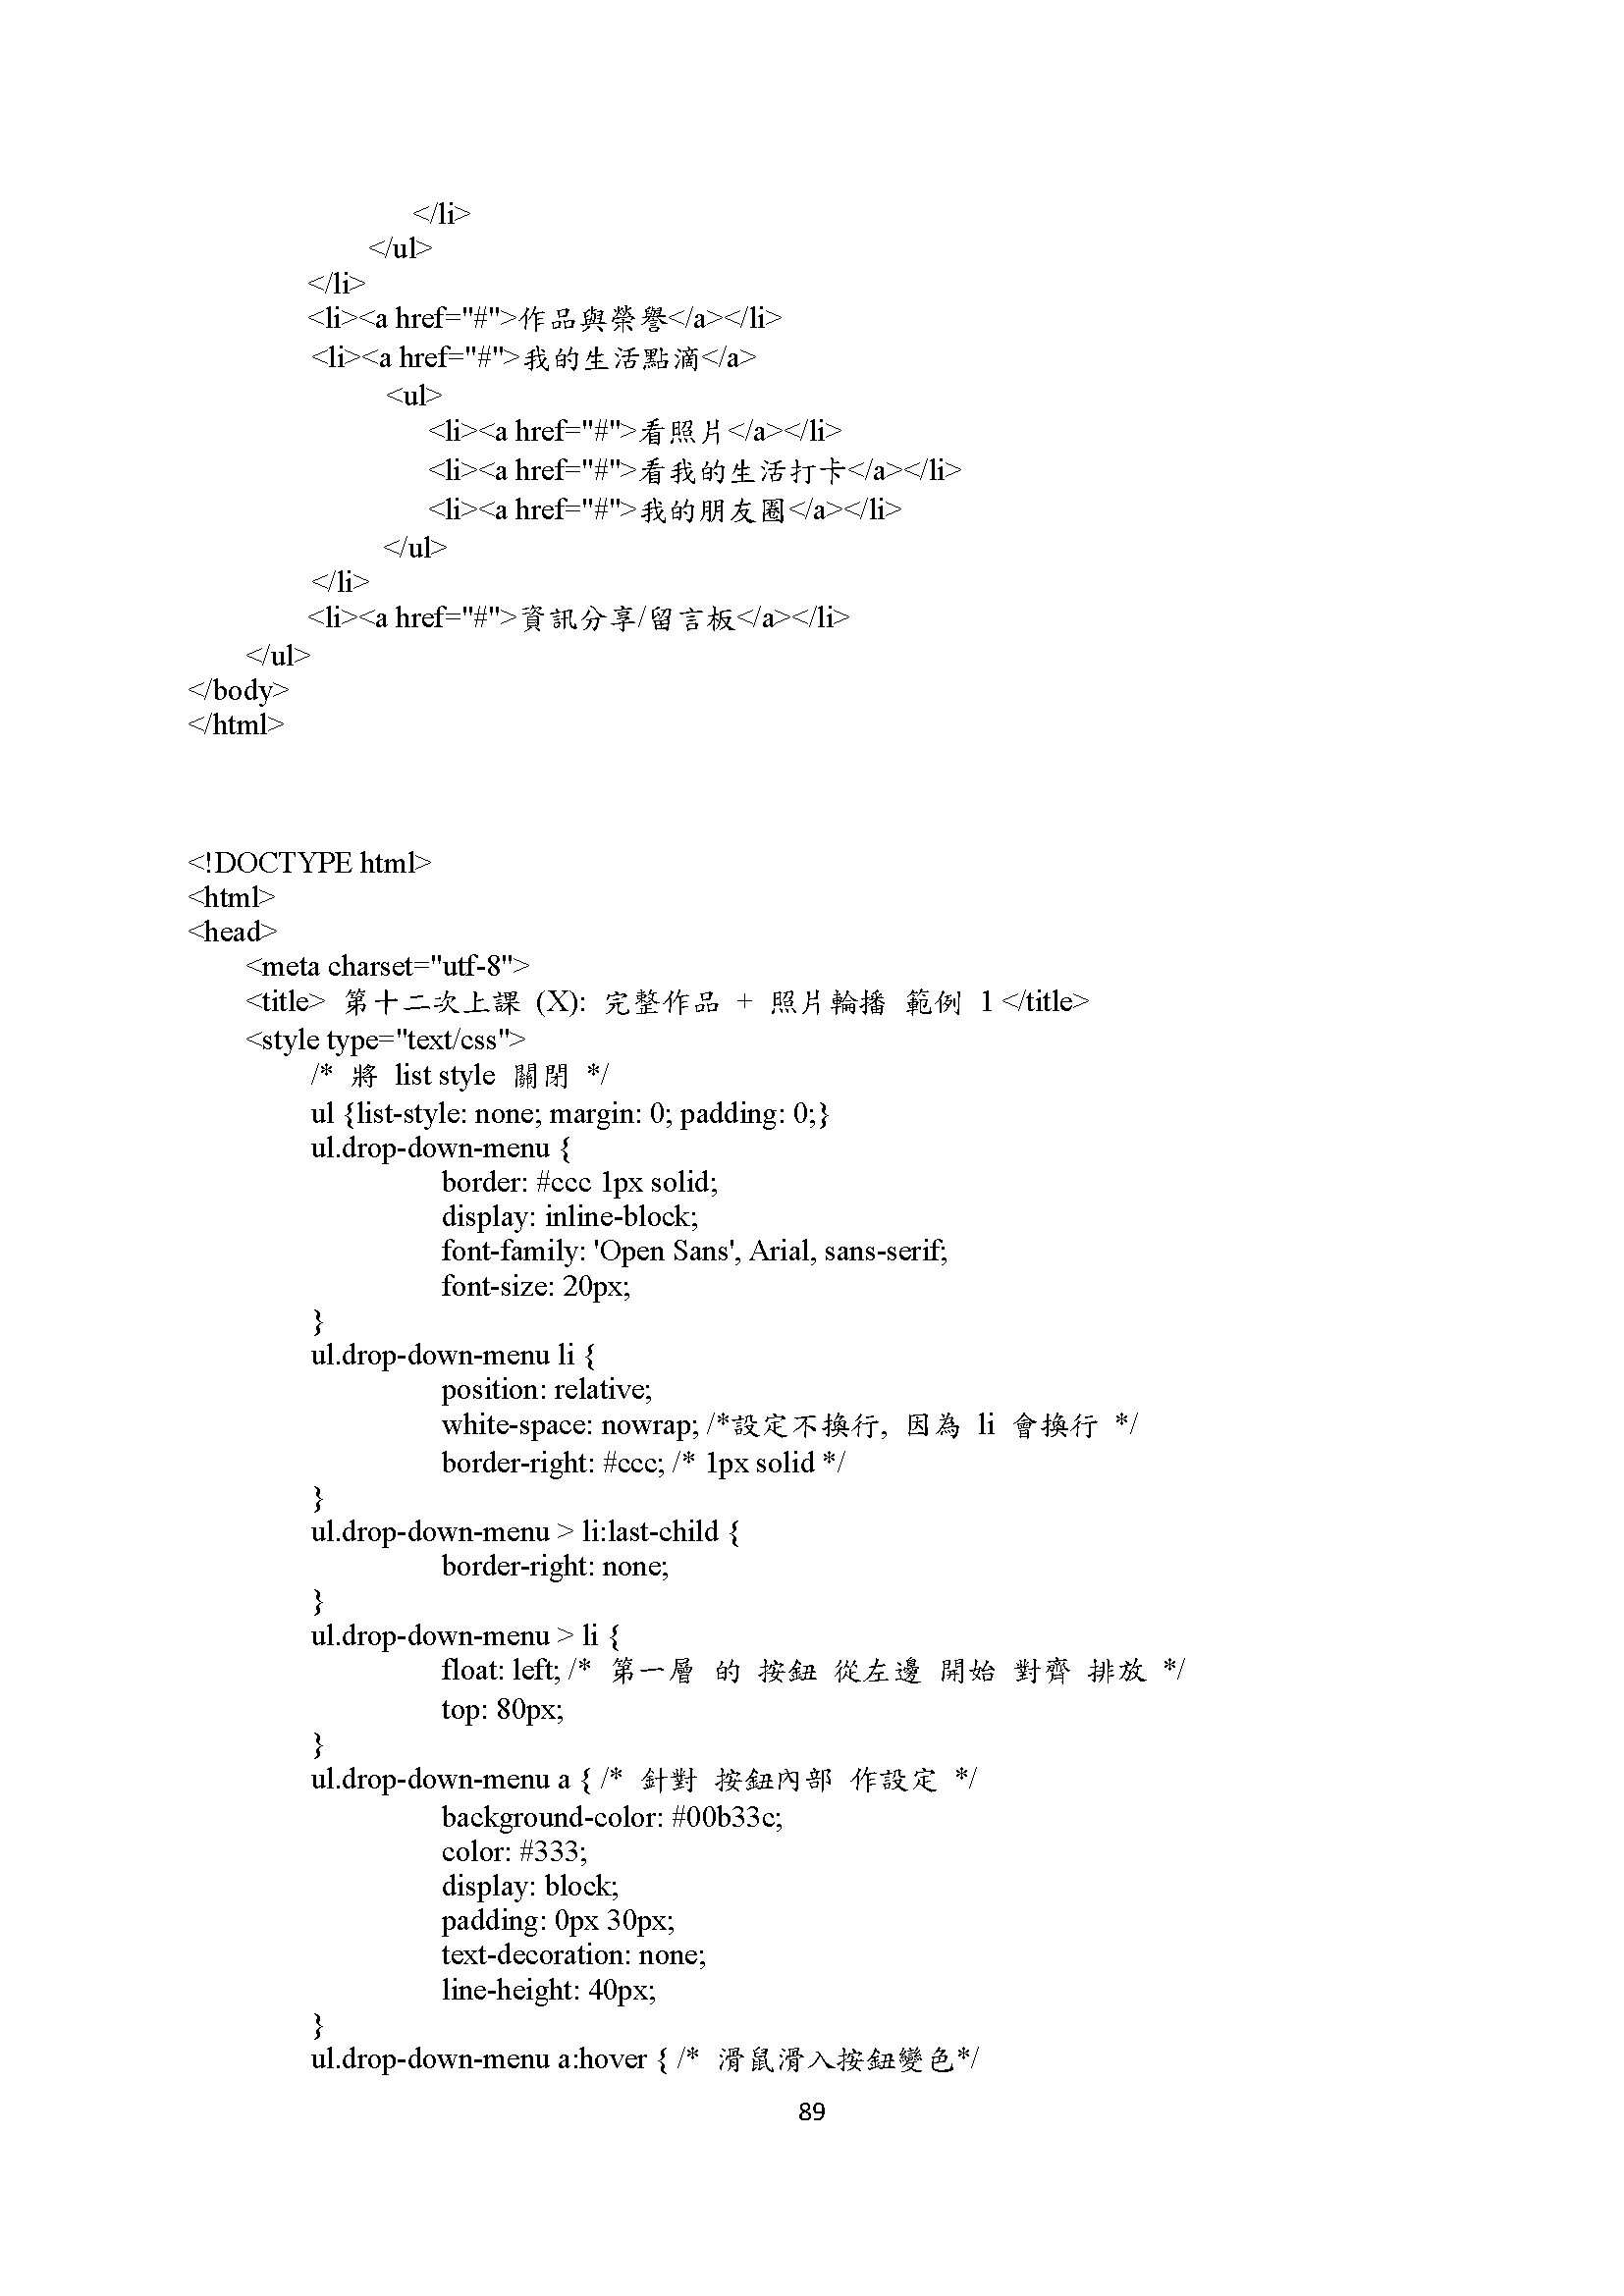 </li>
</ul>
</li>
<li><a href="#">作品與榮譽</a></li>
<li><a href="#">我的生活點滴</a>
<ul>
<li><a href="#">看照片</a></li>
<li><a href="#">看我的生活打卡</a></li>
<li><a href="#">我的朋友圈</a></li>
</ul>
</li>
<li><a href="#">資訊分享/留言板</a></li>
</ul>
</body>
</html>
<!DOCTYPE html>
<html>
<head>
<meta charset="utf-8">
<title> 第十二次上課 (X): 完整作品 + 照片輪播 範例 1 </title>
<style type="text/css">
/* 將 list style 關閉 */
ul {list-style: none; margin: 0; padding: 0;}
ul.drop-down-menu {
border: #ccc 1px solid;
display: inline-block;
font-family: 'Open Sans', Arial, sans-serif;
font-size: 20px;
}
ul.drop-down-menu li {
position: relative;
white-space: nowrap; /*設定不換行, 因為 li 會換行 */
border-right: #ccc; /* 1px solid */
}
ul.drop-down-menu > li:last-child {
border-right: none;
}
ul.drop-down-menu > li {
float: left; /* 第一層 的 按鈕 從左邊 開始 對齊 排放 */
top: 80px;
}
ul.drop-down-menu a { /* 針對 按鈕內部 作設定 */
background-color: #00b33c;
color: #333;
display: block;
padding: 0px 30px;
text-decoration: none;
line-height: 40px;
}
ul.drop-down-menu a:hover { /* 滑鼠滑入按鈕變色*/
89